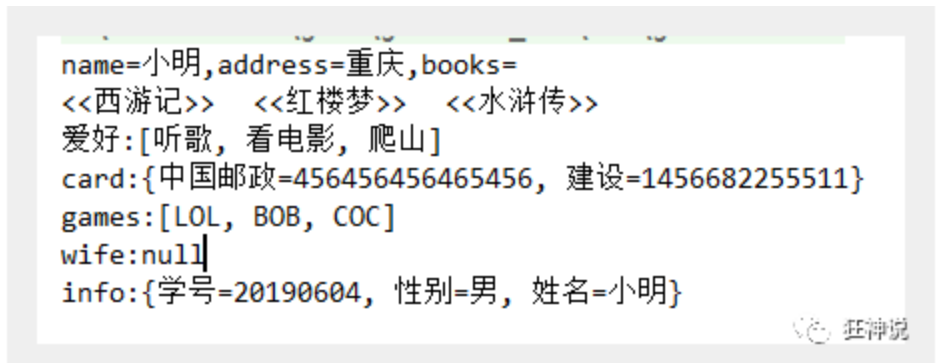 name=小明,address=重庆,books=
<<西游记>>  <<红楼梦>>  <<水浒传>>
爱好:[听歌, 看电影, 爬山]
card:{中国邮政=456456456465456, 建设=1456682255511}
games:[LOL, BOB, COC]
wife:null
info:{学号=20190604, 性别=男, 姓名=小明}
狂神说